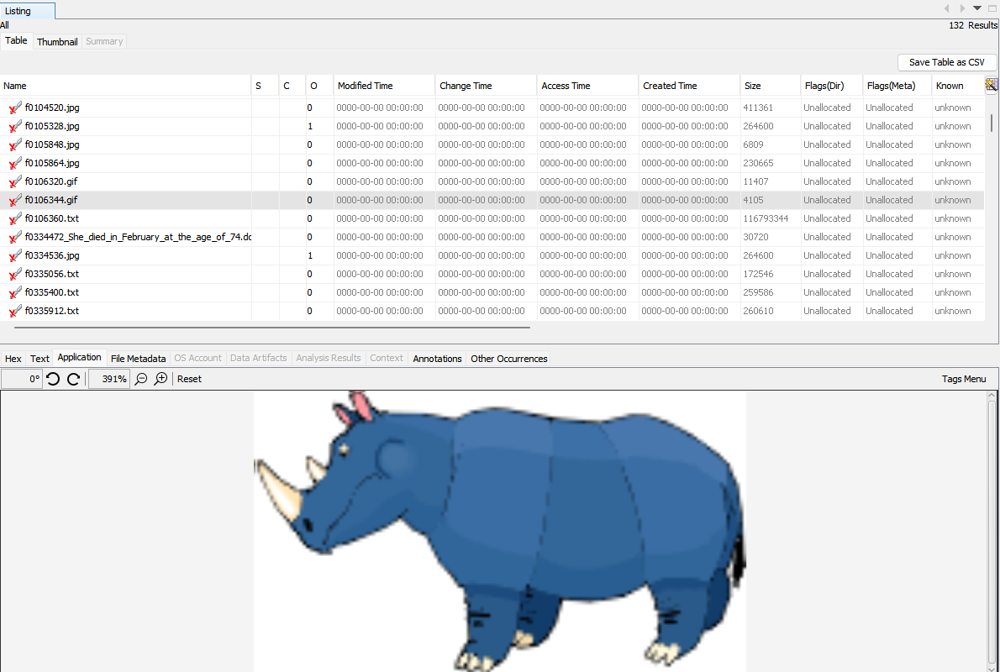 Listing
All
132 Results
Table Thumbnail Summary
Save Table as CSV
Name S C O Modified Time Change Time Access Time Created Time Size Flags(Dir) Flags(Meta) Known
f0104520.jpg 0 0000-00-00 00:00:00 0000-00-00 00:00:00 0000-00-00 00:00:00 0000-00-00 00:00:00 411361 Unallocated Unallocated unknown
f0105328.jpg 1 0000-00-00 00:00:00 0000-00-00 00:00:00 0000-00-00 00:00:00 0000-00-00 00:00:00 264600 Unallocated Unallocated unknown
f0105848.jpg 0 0000-00-00 00:00:00 0000-00-00 00:00:00 0000-00-00 00:00:00 0000-00-00 00:00:00 6809 Unallocated Unallocated unknown
f0105864.jpg 0 0000-00-00 00:00:00 0000-00-00 00:00:00 0000-00-00 00:00:00 0000-00-00 00:00:00 230665 Unallocated Unallocated unknown
f0106320.gif 0 0000-00-00 00:00:00 0000-00-00 00:00:00 0000-00-00 00:00:00 0000-00-00 00:00:00 11407 Unallocated Unallocated unknown
f0106344.gif 0 0000-00-00 00:00:00 0000-00-00 00:00:00 0000-00-00 00:00:00 0000-00-00 00:00:00 4105 Unallocated Unallocated unknown
f0106360.txt 0 0000-00-00 00:00:00 0000-00-00 00:00:00 0000-00-00 00:00:00 0000-00-00 00:00:00 116793344 Unallocated Unallocated unknown
f0334472_She_died_in_February_at_the_age_of_74.dc 0 0000-00-00 00:00:00 0000-00-00 00:00:00 0000-00-00 00:00:00 0000-00-00 00:00:00 30720 Unallocated Unallocated unknown
f0334536.jpg 1 0000-00-00 00:00:00 0000-00-00 00:00:00 0000-00-00 00:00:00 0000-00-00 00:00:00 264600 Unallocated Unallocated unknown
f0335056.txt 0 0000-00-00 00:00:00 0000-00-00 00:00:00 0000-00-00 00:00:00 0000-00-00 00:00:00 172546 Unallocated Unallocated unknown
f0335400.txt 0 0000-00-00 00:00:00 0000-00-00 00:00:00 0000-00-00 00:00:00 0000-00-00 00:00:00 259586 Unallocated Unallocated unknown
f0335912.txt 0 0000-00-00 00:00:00 0000-00-00 00:00:00 0000-00-00 00:00:00 0000-00-00 00:00:00 260610 Unallocated Unallocated unknown
Hex Text Application File Metadata OS Account Data Artifacts Analysis Results Context Annotations Other Occurrences
0° 391% Reset Tags Menu